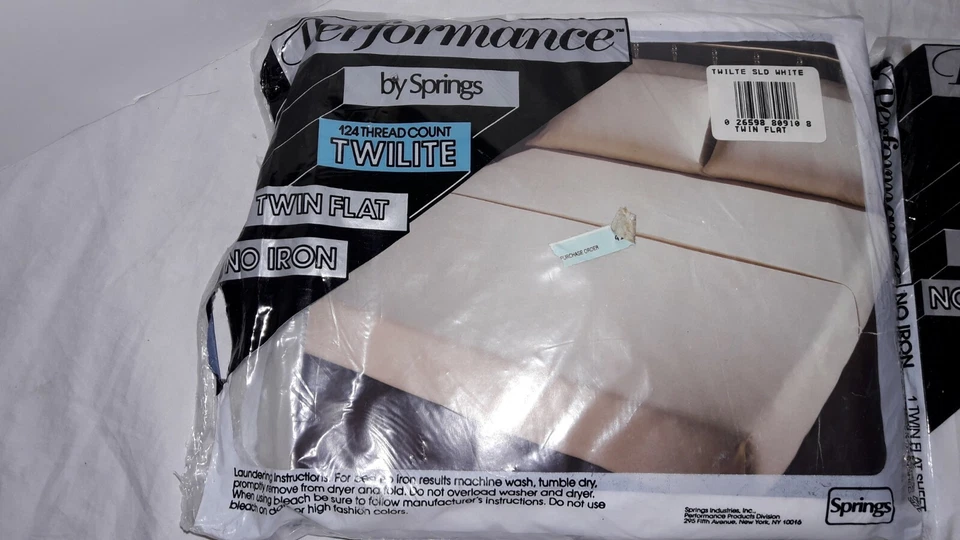 Performance™
by Springs
124 THREAD COUNT
TWILITE
TWIN FLAT
NO IRON
TWILTE SLD WHITE
0 26598 80910 8
TWIN FLAT
PURCHASE ORDER
Laundering Instructions: For best no iron results machine wash, tumble dry,
promptly remove from dryer and fold. Do not overload washer and dryer.
When using bleach be sure to follow manufacturer's instructions. Do not use
bleach on dark or high fashion colors.
Springs Industries, Inc.
Performance Products Division
295 Fifth Avenue, New York, NY 10016
Springs
Performance
NO IRON
1 TWIN FLAT SHEET
NO